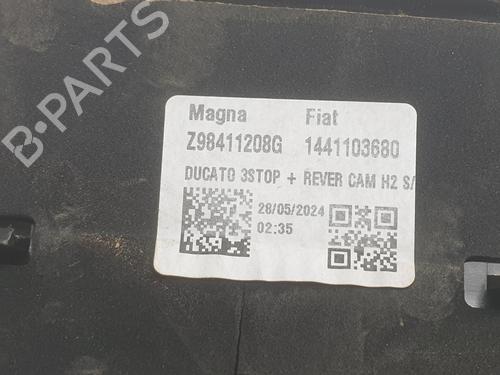 B-PARTS
Magna Fiat
Z98411208G 1441103680
DUCATO 3STOP + REVER CAM H2 S/
28/05/2024
02:35